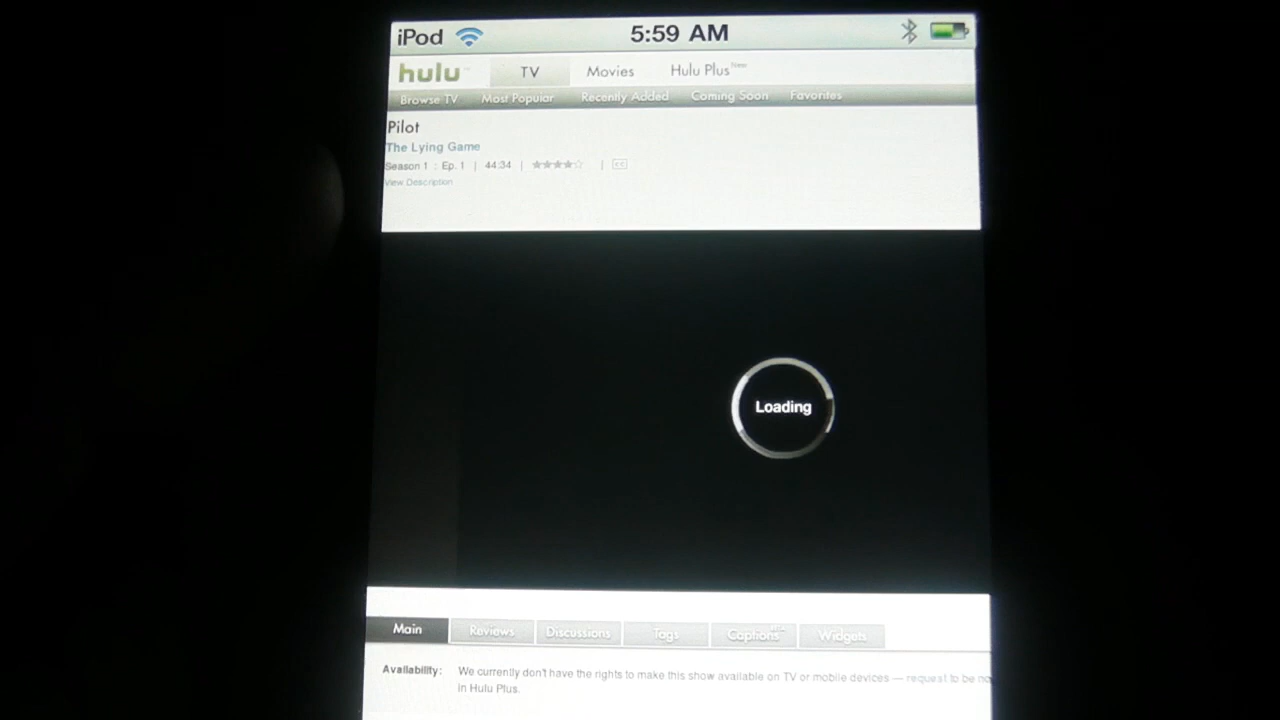 iPod 5:59 AM
hulu TV Movies Hulu Plus New
Browse TV Most Popular Recently Added Coming Soon Favorites
Pilot
The Lying Game
Season 1 : Ep. 1 | 44:34 | | CC
View Description
Loading
Main Reviews Discussions Tags Captions BETA Widgets
Availability: We currently don't have the rights to make this show available on TV or mobile devices — request to be no
in Hulu Plus.